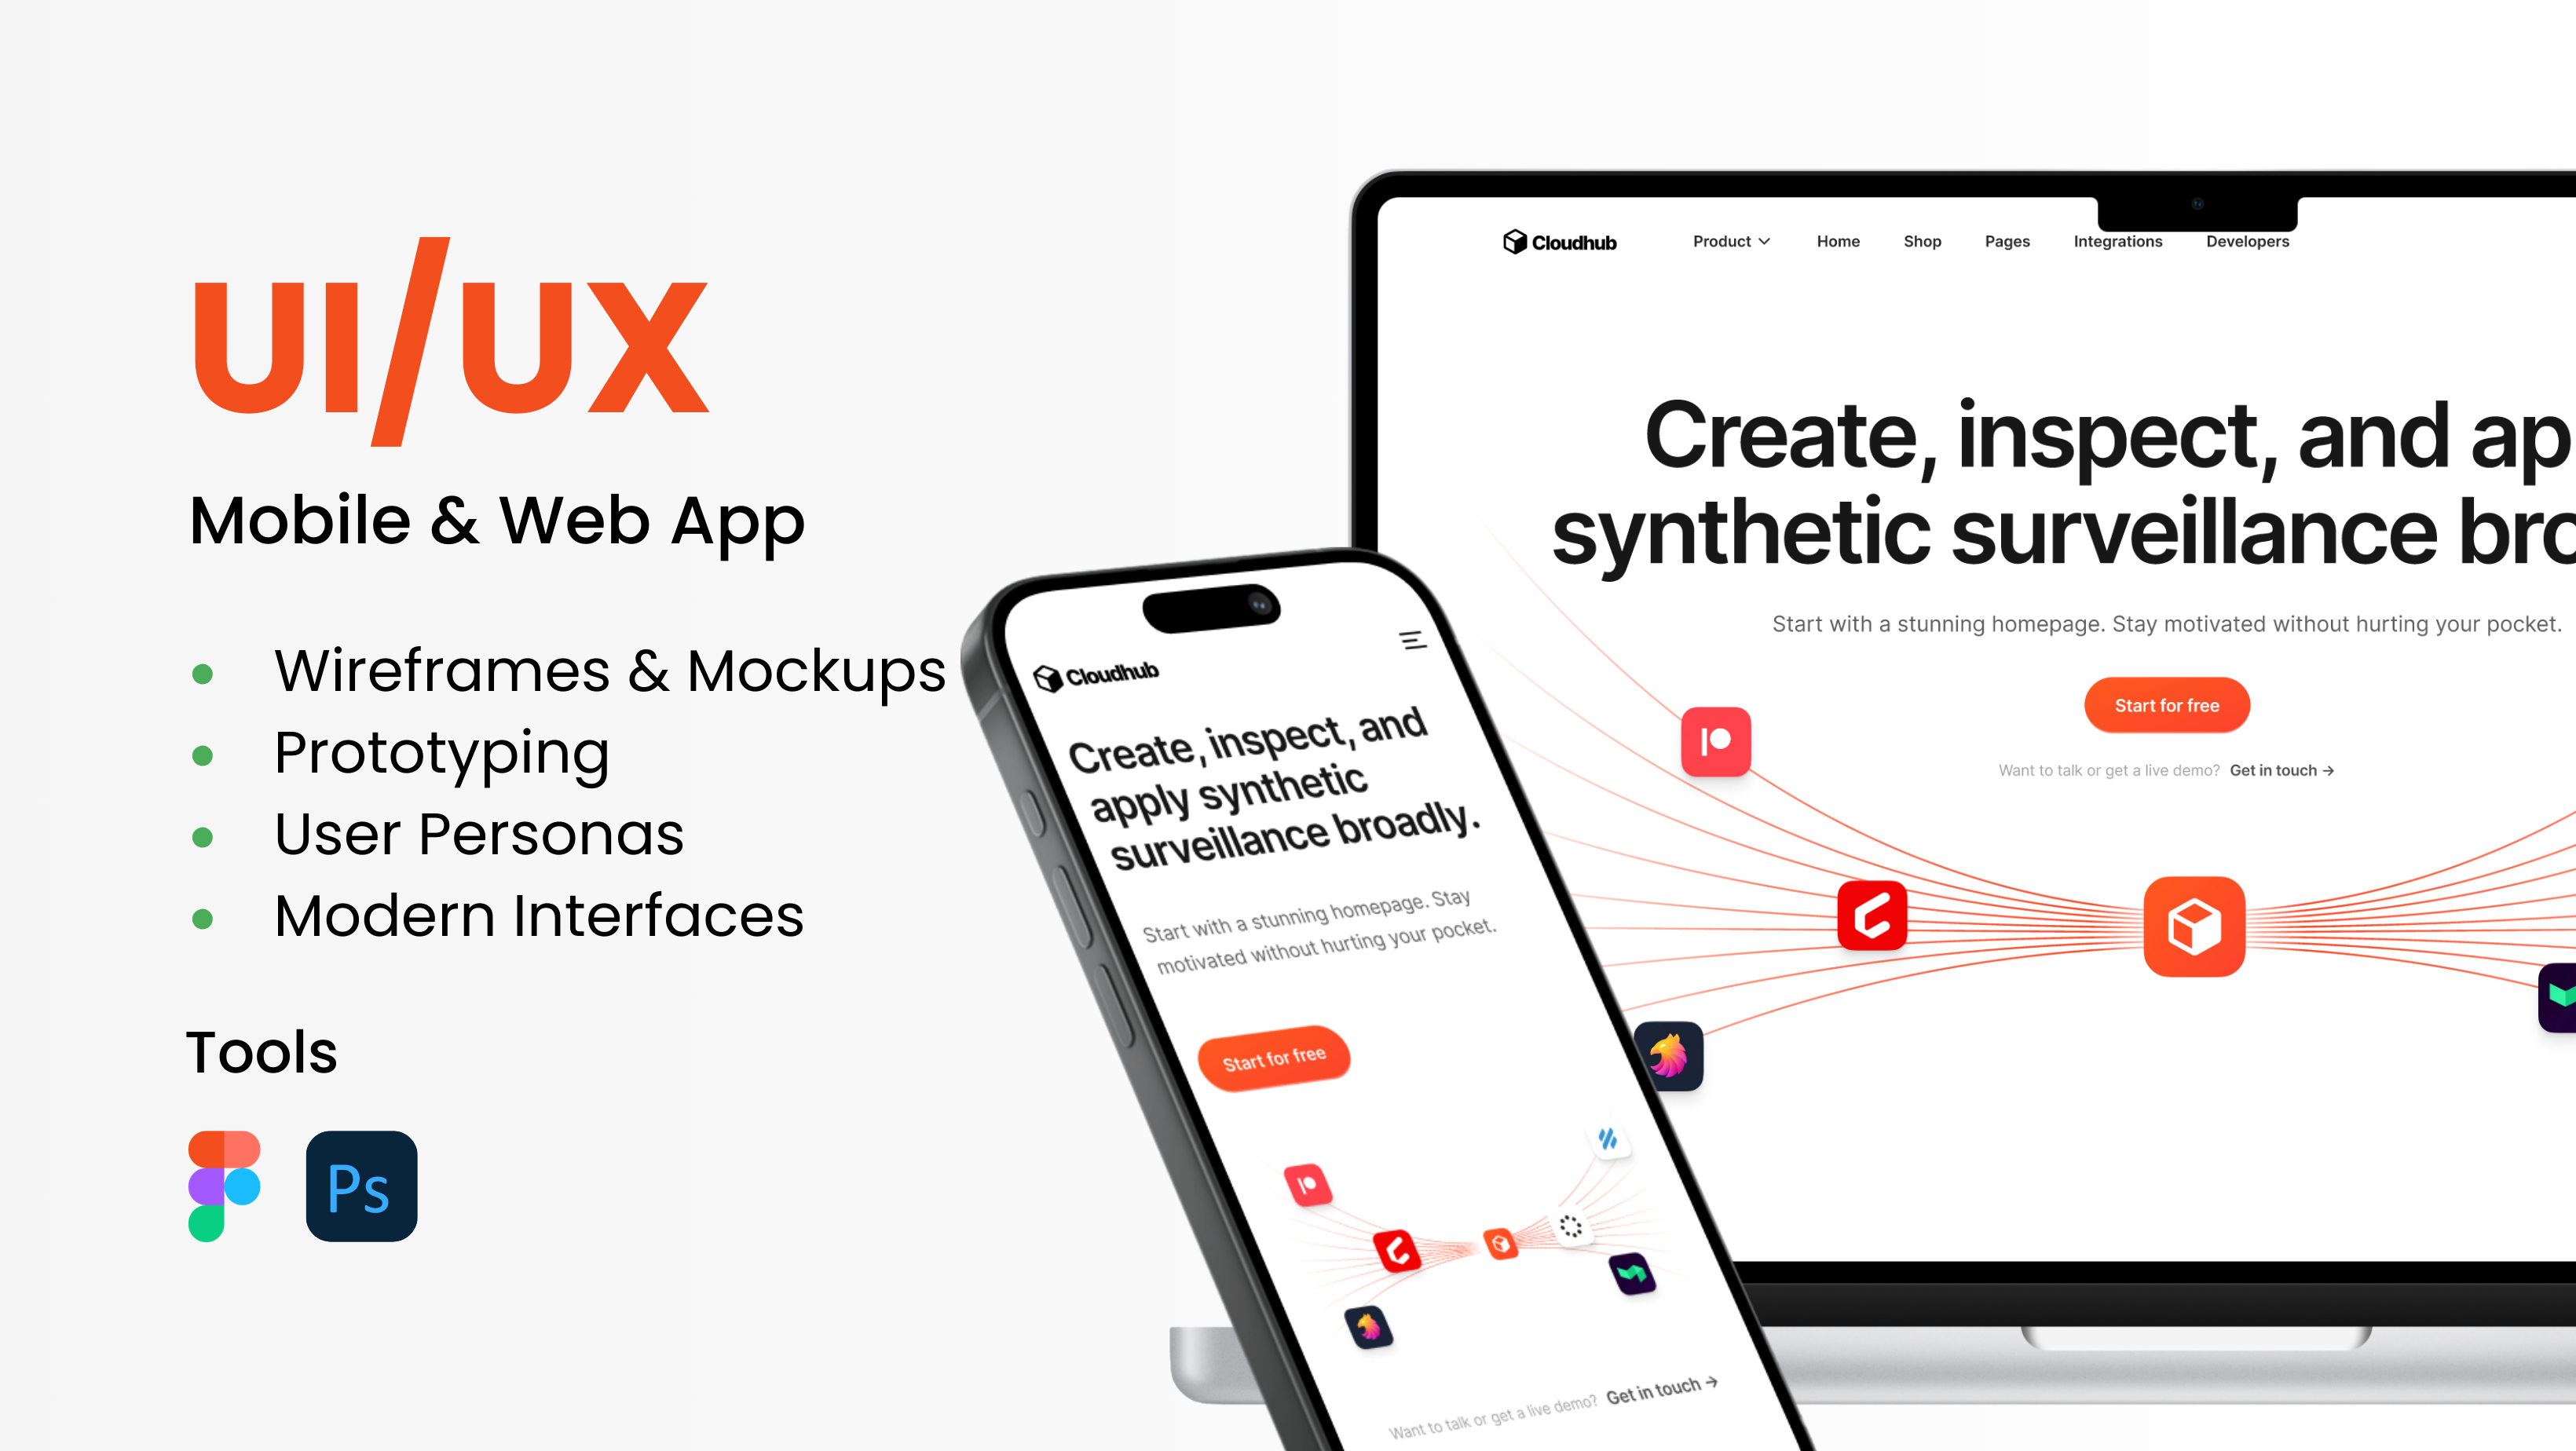 UI/UX
Mobile & Web App
Wireframes & Mockups
Prototyping
User Personas
Modern Interfaces
Tools
Ps
Cloudhub
Product Home Shop Pages Integrations Developers
Create, inspect, and ap
synthetic surveillance bro
Start with a stunning homepage. Stay motivated without hurting your pocket.
Start for free
Want to talk or get a live demo? Get in touch →
Cloudhub
Create, inspect, and
apply synthetic
surveillance broadly.
Start with a stunning homepage. Stay
motivated without hurting your pocket.
Start for free
Want to talk or get a live demo? Get in touch →